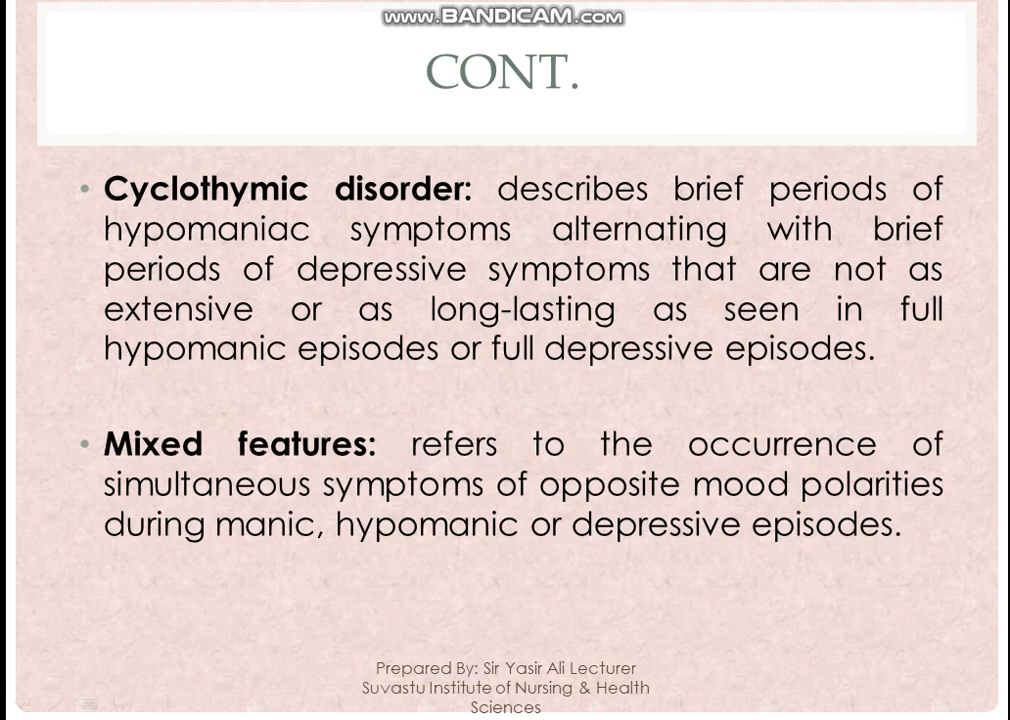 www.BANDICAM.com
CONT.
• Cyclothymic disorder: describes brief periods of
hypomaniac symptoms alternating with brief
periods of depressive symptoms that are not as
extensive or as long-lasting as seen in full
hypomanic episodes or full depressive episodes.
• Mixed features: refers to the occurrence of
simultaneous symptoms of opposite mood polarities
during manic, hypomanic or depressive episodes.
Prepared By: Sir Yasir Ali Lecturer
Suvastu Institute of Nursing & Health
Sciences